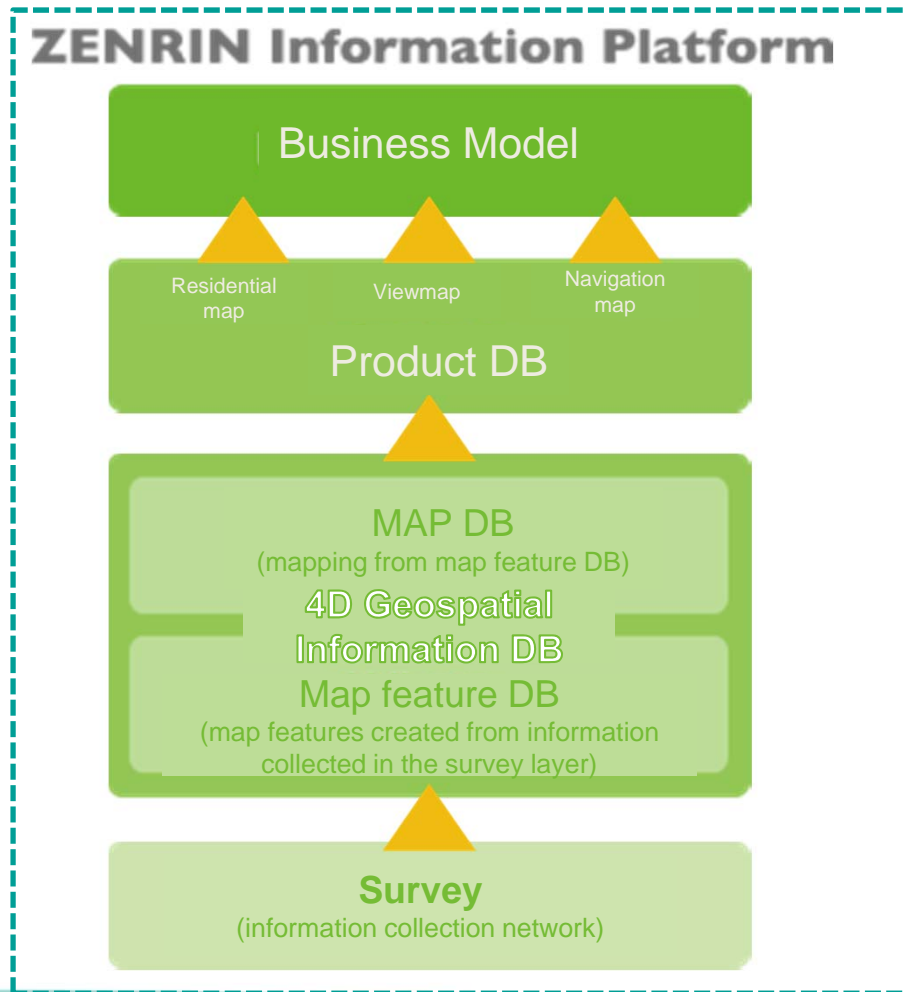 ZENRIN Information Platform
Business Model
Residential
map
Viewmap
Navigation
map
Product DB
MAP DB
(mapping from map feature DB)
4D Geospatial
Information DB
Map feature DB
(map features created from information
collected in the survey layer)
Survey
(information collection network)